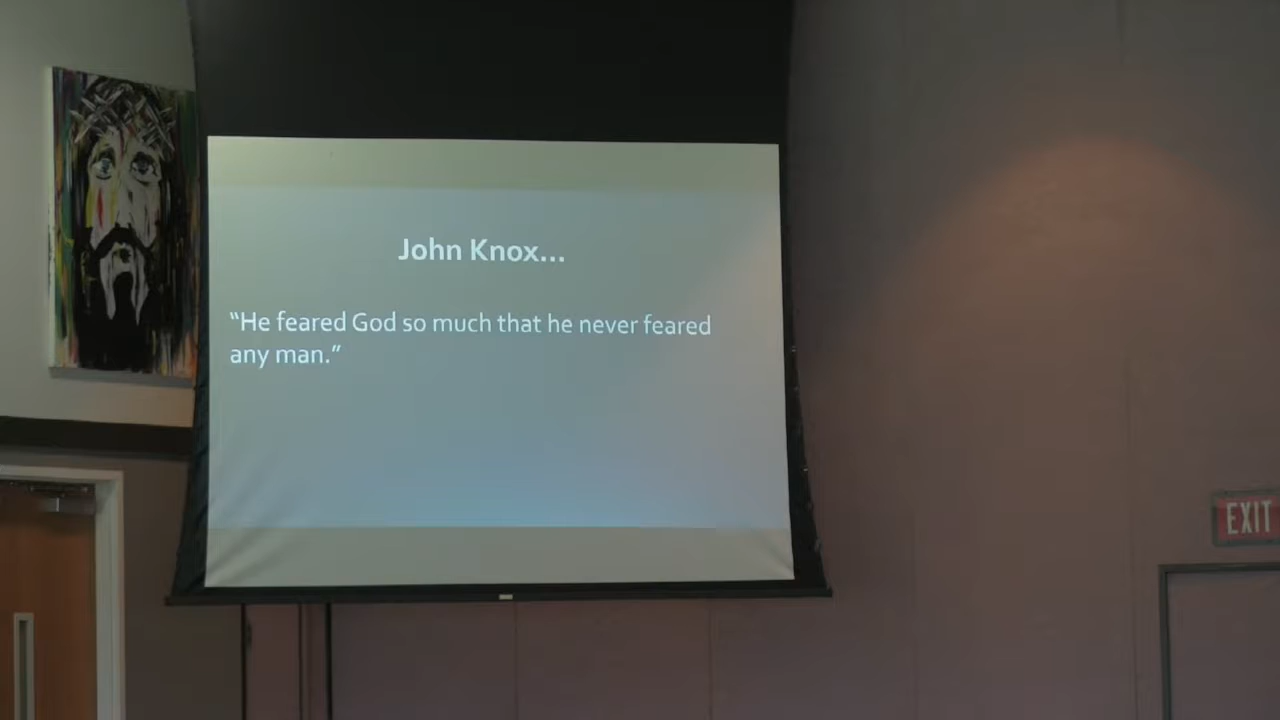 John Knox...
“He feared God so much that he never feared
any man.”
EXIT